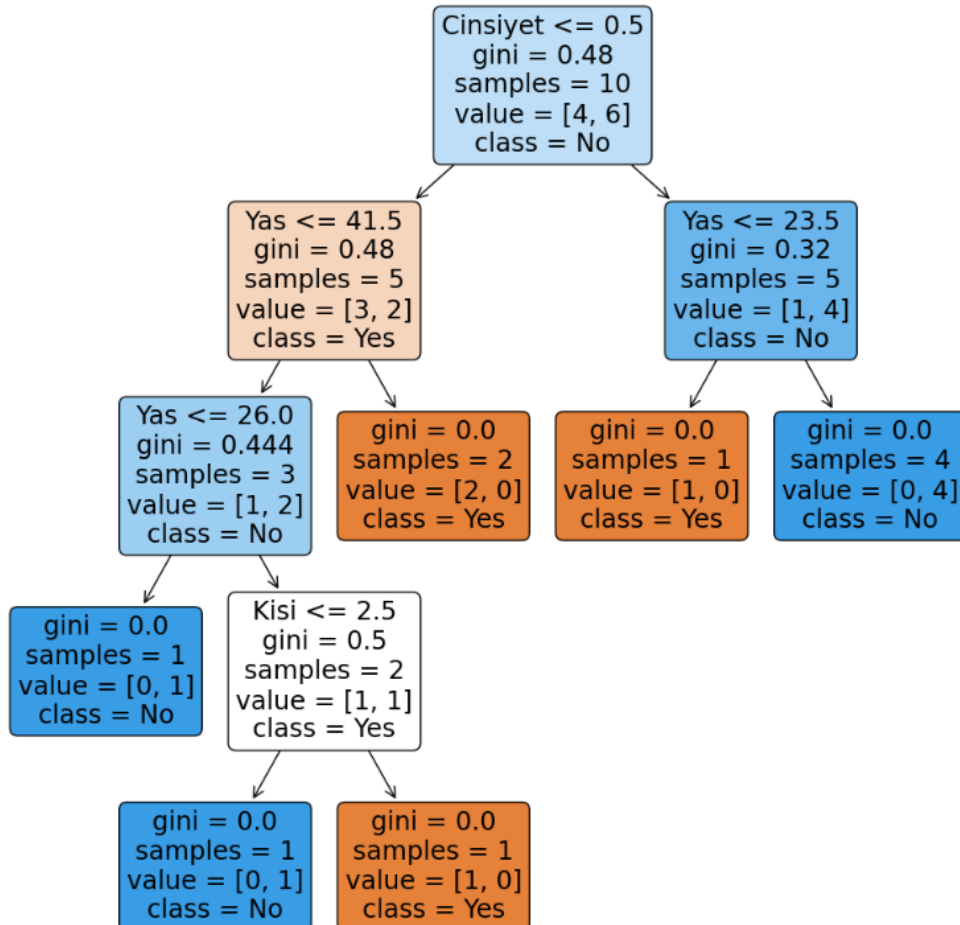 Cinsiyet <= 0.5
gini = 0.48
samples = 10
value = [4, 6]
class = No
Yas <= 41.5
gini = 0.48
samples = 5
value = [3, 2]
class = Yes
Yas <= 23.5
gini = 0.32
samples = 5
value = [1, 4]
class = No
Yas <= 26.0
gini = 0.444
samples = 3
value = [1, 2]
class = No
gini = 0.0
samples = 2
value = [2, 0]
class = Yes
gini = 0.0
samples = 1
value = [1, 0]
class = Yes
gini = 0.0
samples = 4
value = [0, 4]
class = No
gini = 0.0
samples = 1
value = [0, 1]
class = No
Kisi <= 2.5
gini = 0.5
samples = 2
value = [1, 1]
class = Yes
gini = 0.0
samples = 1
value = [0, 1]
class = No
gini = 0.0
samples = 1
value = [1, 0]
class = Yes